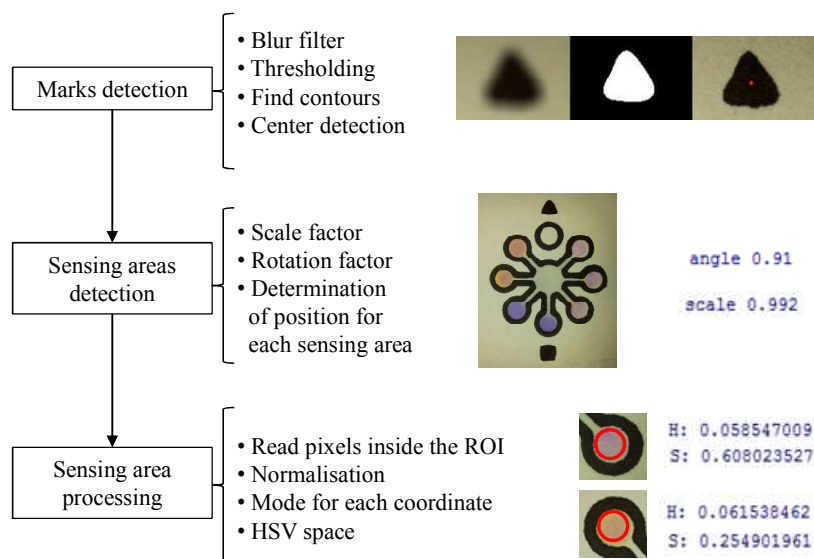 Marks detection
• Blur filter
• Thresholding
• Find contours
• Center detection
Sensing areas
detection
• Scale factor
• Rotation factor
• Determination
of position for
each sensing area
angle 0.91
scale 0.992
Sensing area
processing
• Read pixels inside the ROI
• Normalisation
• Mode for each coordinate
• HSV space
H: 0.058547009
S: 0.608023527
H: 0.061538462
S: 0.254901961